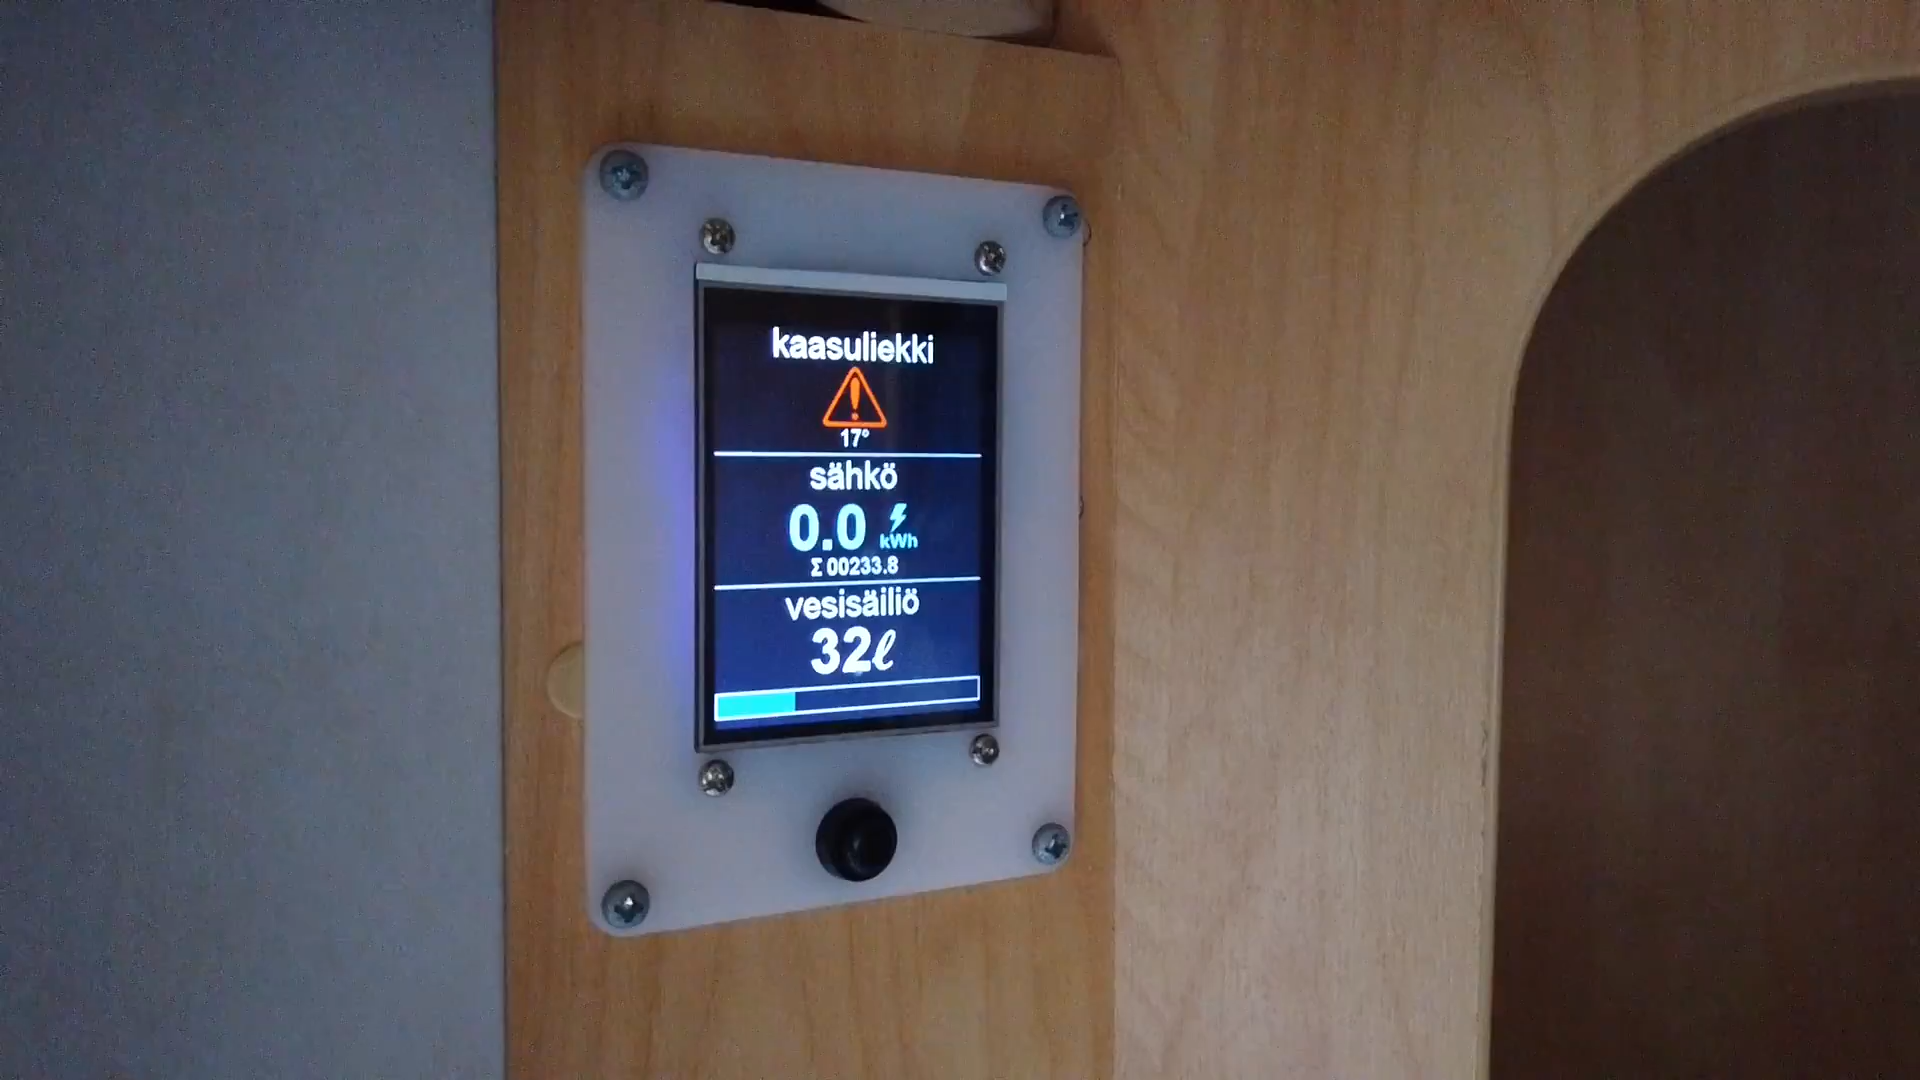 kaasuliekki
17°
sähkö
0.0 kWh
Σ 00233.8
vesisäiliö
32ℓ